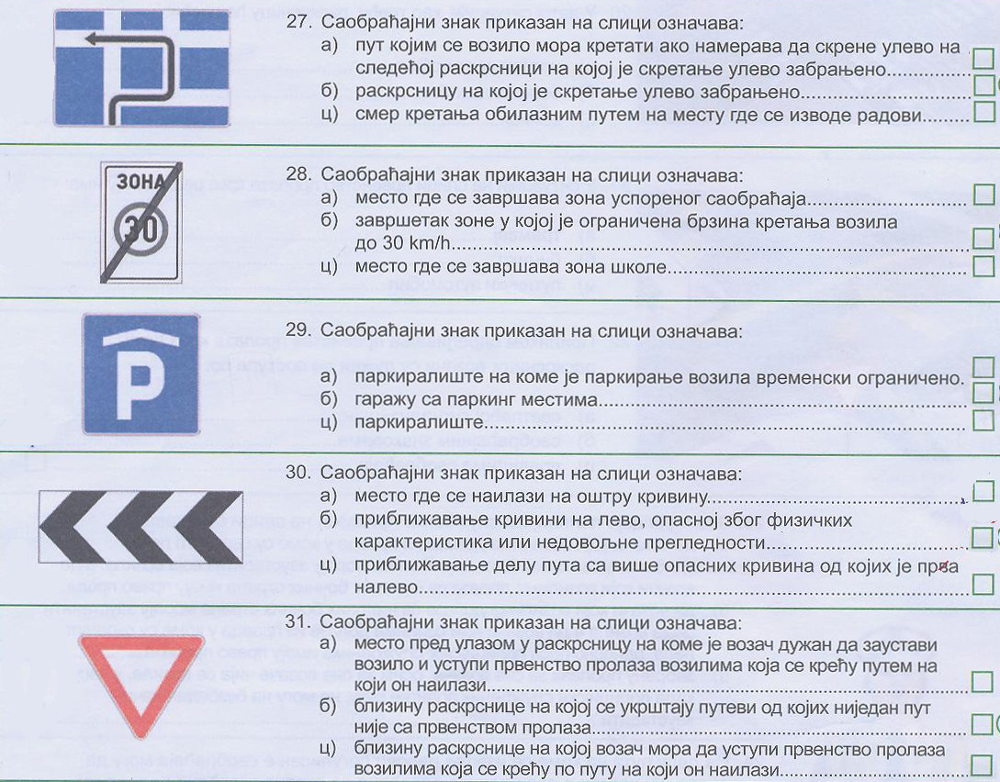 27. Саобраћајни знак приказан на слици означава:
а) пут којим се возило мора кретати ако намерава да скрене улево на
следећој раскрсници на којој је скретање улево забрањено
б) раскрсницу на којој је скретање улево забрањено
ц) смер кретања обилазним путем на месту где се изводе радови
ЗОНА
30
28. Саобраћајни знак приказан на слици означава:
а) место где се завршава зона успореног саобраћаја
б) завршетак зоне у којој је ограничена брзина кретања возила
до 30 km/h
ц) место где се завршава зона школе
P
29. Саобраћајни знак приказан на слици означава:
а) паркиралиште на коме је паркирање возила временски ограничено.
б) гаражу са паркинг местима
ц) паркиралиште
30. Саобраћајни знак приказан на слици означава:
а) место где се наилази на оштру кривину
б) приближавање кривини на лево, опасној због физичких
карактеристика или недовољне прегледности
ц) приближавање делу пута са више опасних кривина од којих је прва
налево
31. Саобраћајни знак приказан на слици означава:
а) место пред улазом у раскрсницу на коме је возач дужан да заустави
возило и уступи првенство пролаза возилима која се крећу путем на
који он наилази
б) близину раскрснице на којој се укрштају путеви од којих ниједан пут
није са првенством пролаза
ц) близину раскрснице на којој возач мора да уступи првенство пролаза
возилима која се крећу по путу на који он наилази